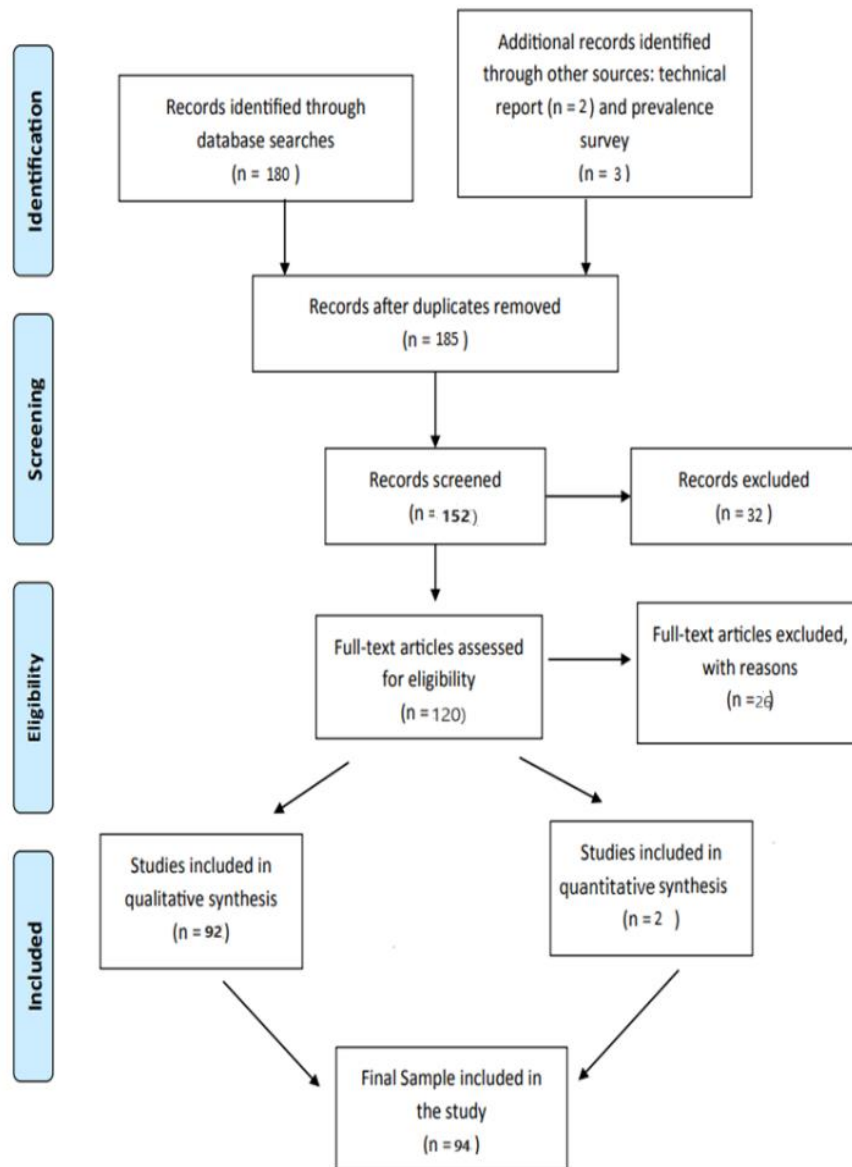 Identification
Records identified through
database searches
(n = 180)
Additional records identified
through other sources: technical
report (n = 2) and prevalence
survey
(n = 3)
Records after duplicates removed
(n = 185)
Screening
Records screened
(n = 152)
Records excluded
(n = 32)
Eligibility
Full-text articles assessed
for eligibility
(n = 120)
Full-text articles excluded,
with reasons
(n =26)
Included
Studies included in
qualitative synthesis
(n = 92)
Studies included in
quantitative synthesis
(n = 2)
Final Sample included in
the study
(n = 94)